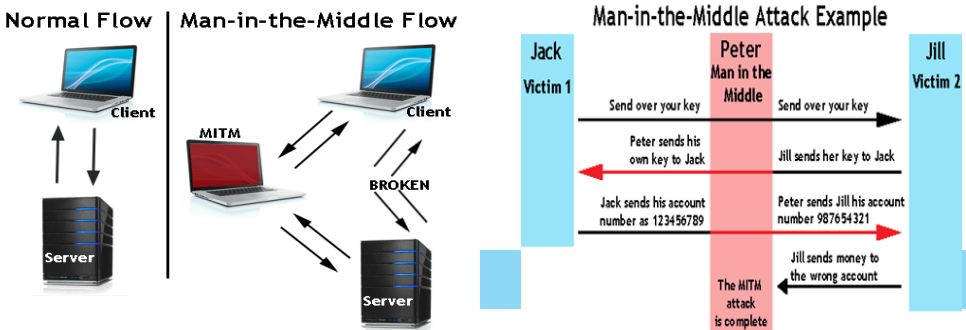 Normal Flow
Client
Server
Man-in-the-Middle Flow
Client
MITM
BROKEN
Server
Man-in-the-Middle Attack Example
Jack
Victim 1
Peter
Man in the
Middle
Jill
Victim 2
Send over your key
Send over your key
Peter sends his
own key to Jack
Jill sends her key to Jack
Jack sends his account
number as 123456789
Peter sends Jill his account
number 987654321
Jill sends money to
the wrong account
The MITM
attack
is complete